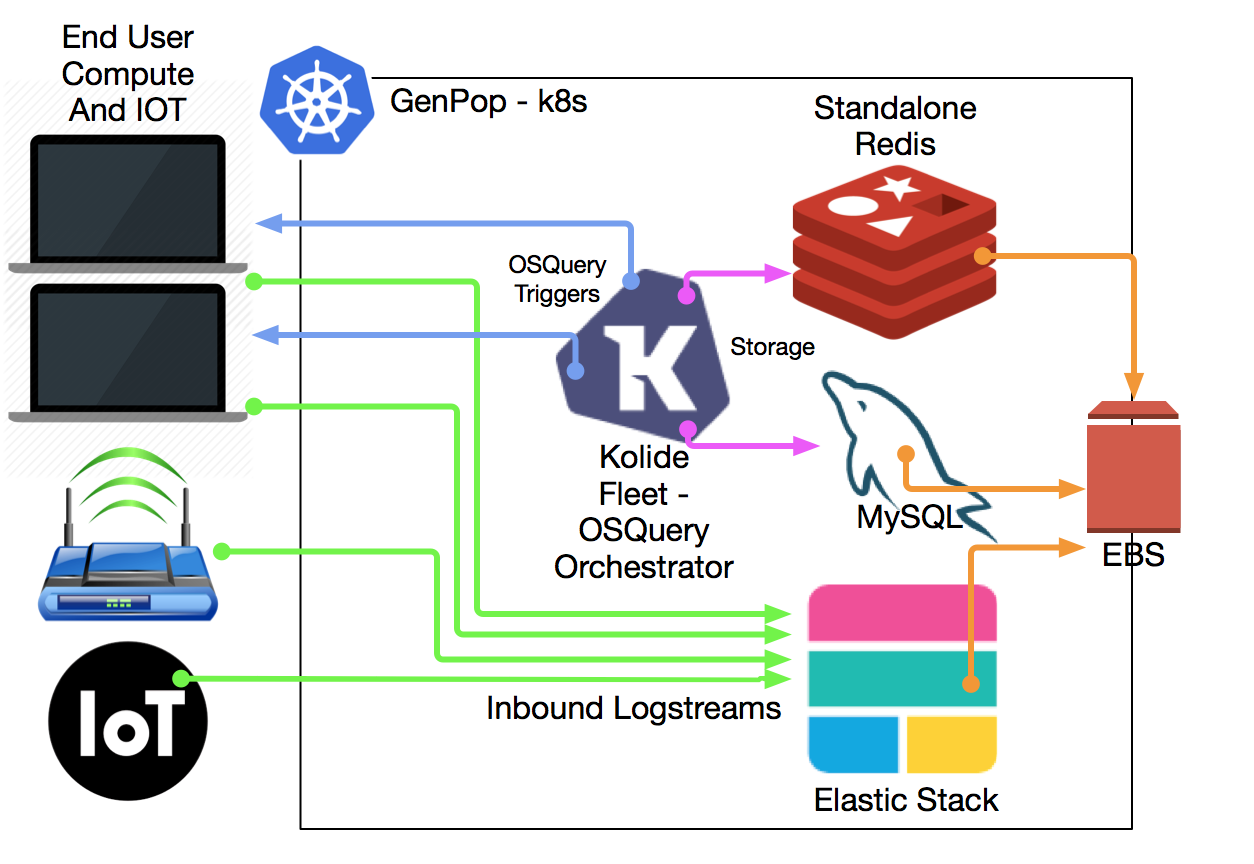 End User
Compute
And IOT
GenPop - k8s
Standalone
Redis
OSQuery
Triggers
K
Storage
Kolide
Fleet -
OSQuery
Orchestrator
MySQL
EBS
IoT
Inbound Logstreams
Elastic Stack